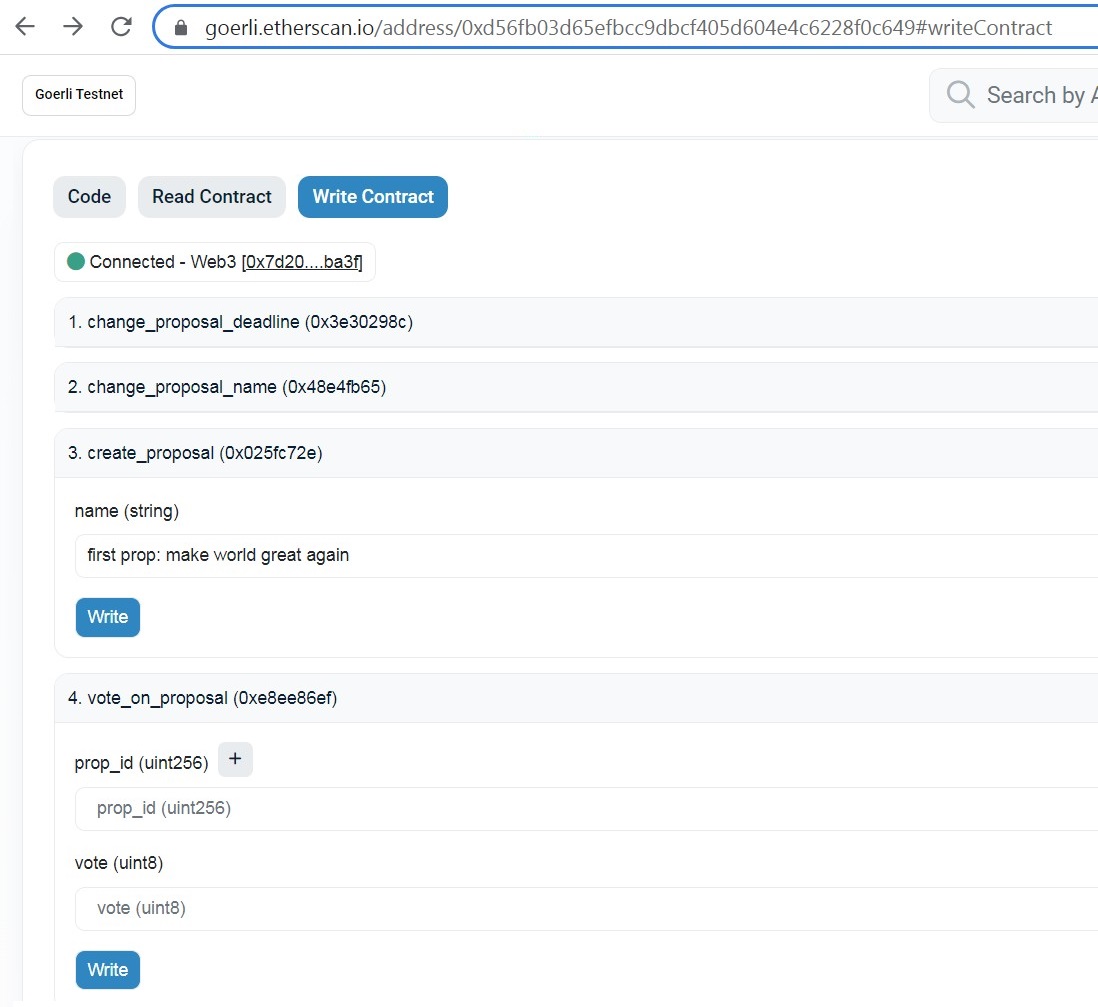 goerli.etherscan.io/address/0xd56fb03d65efbcc9dbcf405d604e4c6228f0c649#writeContract
Goerli Testnet
Search by A
Code Read Contract Write Contract
Connected - Web3 [0x7d20....ba3f]
1. change_proposal_deadline (0x3e30298c)
2. change_proposal_name (0x48e4fb65)
3. create_proposal (0x025fc72e)
name (string)
first prop: make world great again
Write
4. vote_on_proposal (0xe8ee86ef)
prop_id (uint256) +
prop_id (uint256)
vote (uint8)
vote (uint8)
Write